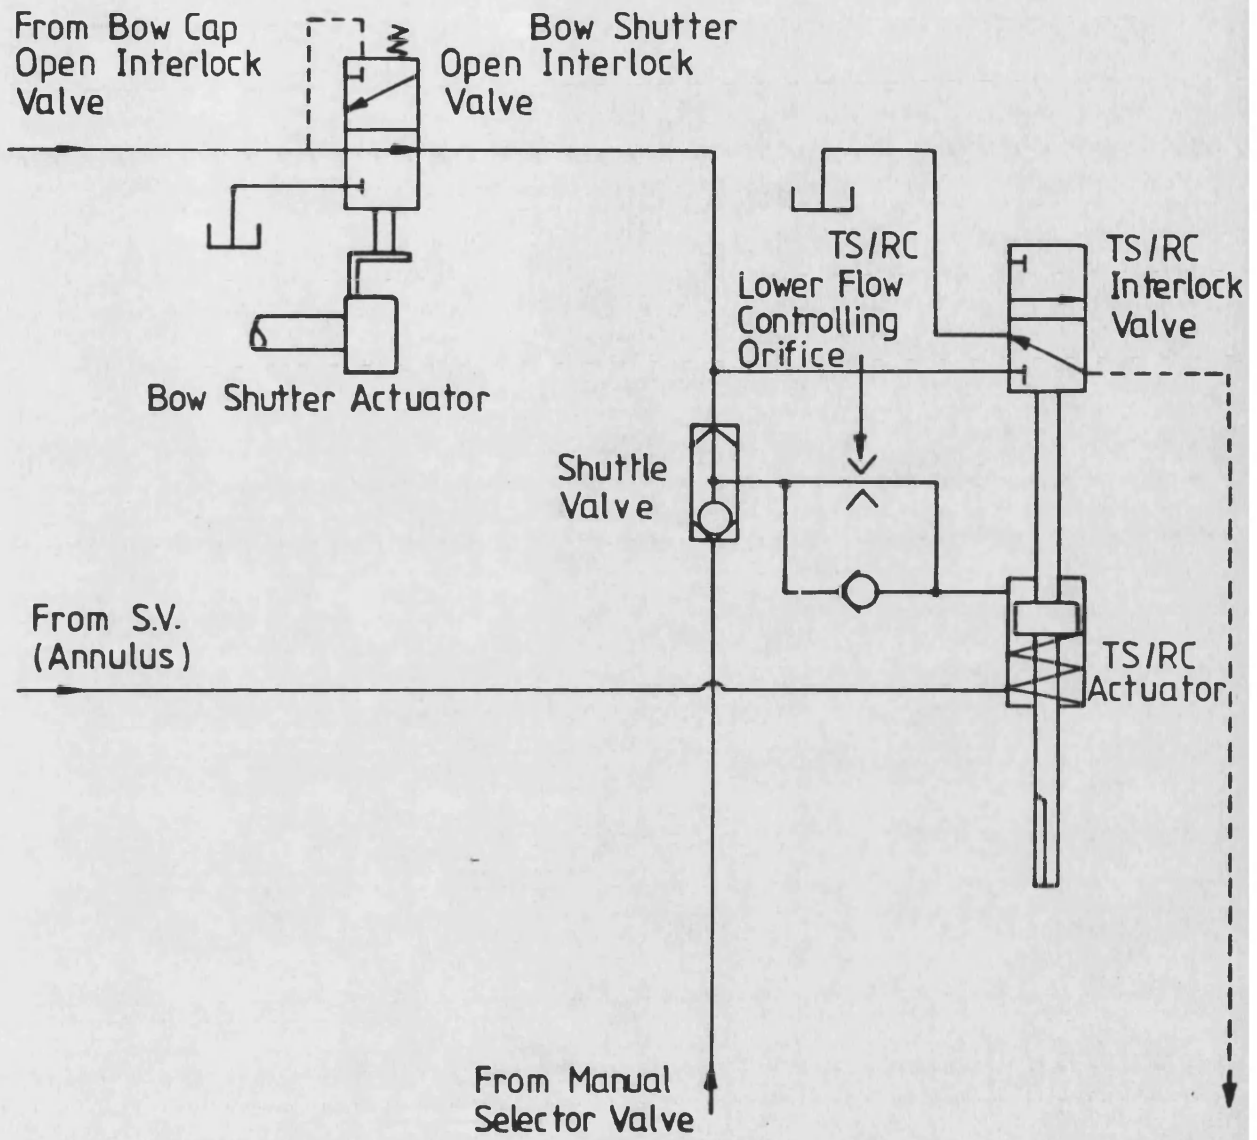 From Bow Cap
Open Interlock
Valve
Bow Shutter
Open Interlock
Valve
TS/RC
Lower Flow
Controlling
Orifice
TS/RC
Interlock
Valve
Bow Shutter Actuator
Shuttle
Valve
From S.V.
(Annulus)
TS/RC
Actuator
From Manual
Selector Valve